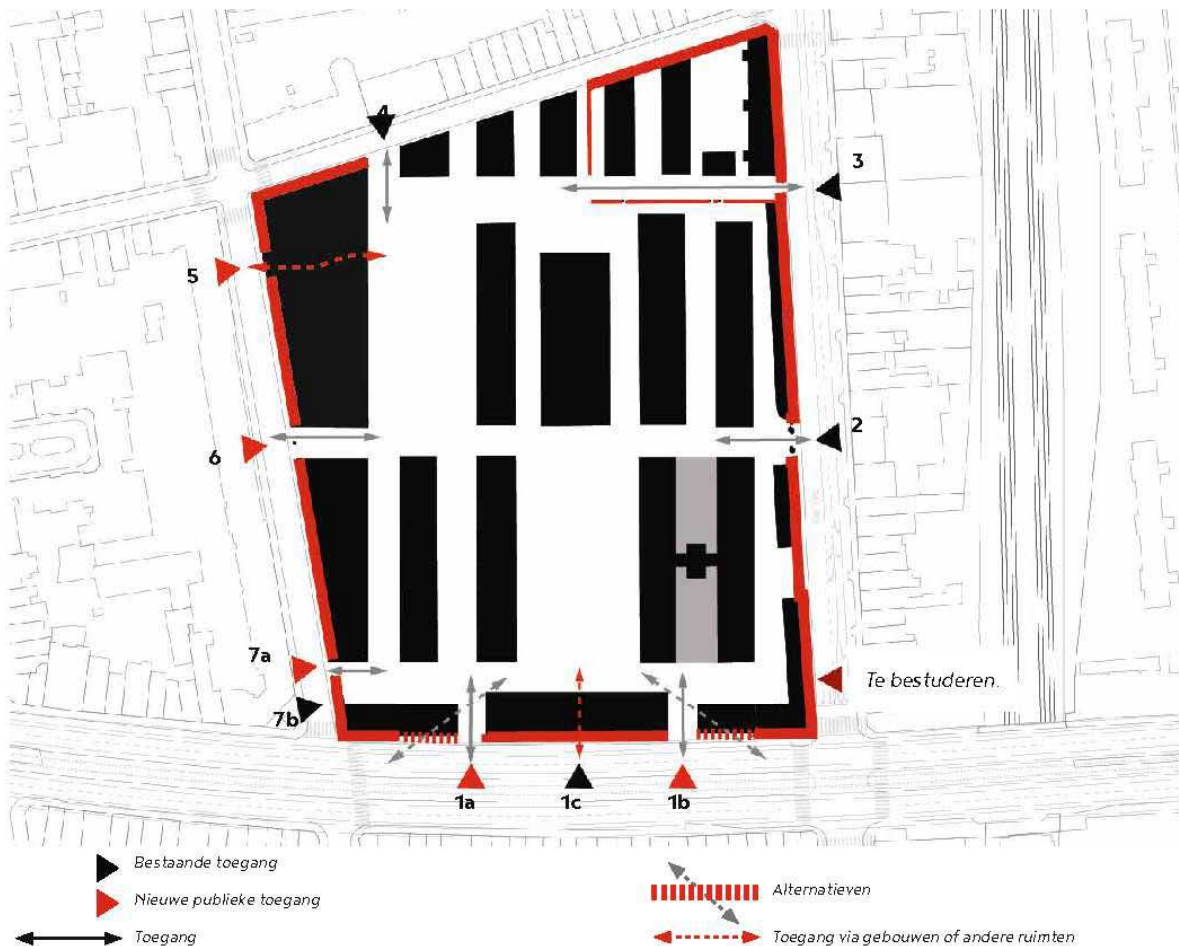 4
3
5
2
6
7a
Te bestuderen.
7b
1a
1c
1b
Bestaande toegang
Nieuwe publieke toegang
Toegang
Alternatieven
Toegang via gebouwen of andere ruimten